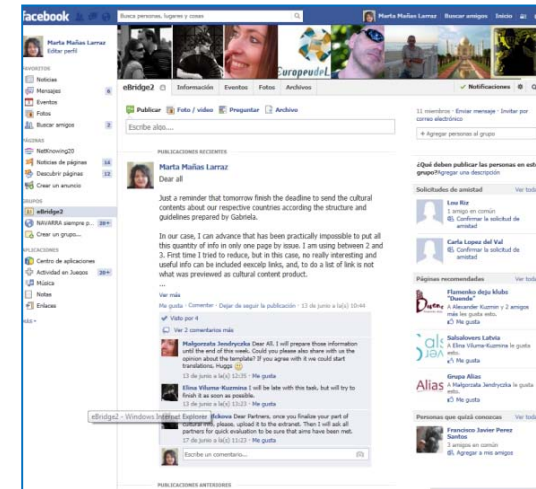 facebook
Busca personas, lugares y cosas
Marta Mañas Larraz
Buscar amigos
Inicio
Marta Mañas Larraz
Editar perfil
FAVORITOS
Noticias
Mensajes 6
Eventos
Fotos
Buscar amigos 2
PÁGINAS
NetKnowing20
Noticias de páginas 14
Descubrir páginas 12
Crear un anuncio
GRUPOS
eBridge2
NAVARRA siempre p... 20+
Crear un grupo...
APLICACIONES
Centro de aplicaciones
Actividad en Juegos 20+
Música
Notas
Enlaces
EuropeudeL
eBridge2
Información
Eventos
Fotos
Archivos
Notificaciones
Publicar
Foto / vídeo
Preguntar
Archivo
Escribe algo...
PUBLICACIONES RECIENTES
Marta Mañas Larraz
Dear all
Just a reminder that tomorrow finish the deadline to send the cultural
contents about our respective countries according the structure and
guidelines prepared by Gabriela.
In our case, I can advance that has been practically impossible to put all
this quantity of info in only one page by issue. I am using between 2 and
3. First time I tried to reduce, but in this case, no really interesting and
useful info can be included execelp links, and, to do a list of link is not
what was previewed as cultural content product.
...
Ver más
Me gusta · Comentar · Dejar de seguir la publicación · 13 de junio a la(s) 10:44
Visto por 4
Ver 2 comentarios más
Malgorzata Jendryczka Dear All. I will prepare those information
until the end of this week. Could you please also share with us the
opinion about the template? If you agree with it we could start
translations. Huggs
13 de junio a la(s) 12:35 · Me gusta
Elina Vilume-Kuzmina I will be late with this task, but will try to
finish it as soon as possible.
13 de junio a la(s) 13:23 · Me gusta
eBridge2 - Windows Internet Explorer
Dear Partners, once you finalize your part of
cultural info, please, upload it to the extranet. Then I will ask all
partners for quick evaluation to be sure that aims have been met.
17 de junio a la(s) 11:23 · Me gusta
Escribe un comentario...
PUBLICACIONES ANTERIORES
11 miembros · Enviar mensaje · Invitar por
correo electrónico
+ Agregar personas al grupo
¿Qué deben publicar las personas en este
grupo?Agregar una descripción
Solicitudes de amistad
Ver todas
Lou Riz
1 amigo en común
Confirmar la solicitud de
amistad
Carla Lopez del Val
Confirmar la solicitud de
amistad
Páginas recomendadas
Ver todas
Flamenko deju klubs
"Duende"
A Alexander Kuzmin y 2 amigos
más les gusta esto.
Me gusta
Salsalovers Latvia
A Elina Vilume-Kuzmina le gusta
esto.
Me gusta
Alias
Grupa Alias
A Malgorzata Jendryczka le gusta
esto.
Me gusta
Personas que quizá conozcas
Ver todas
Francisco Javier Perez
Santos
3 amigos en común
Agregar a mis amigos